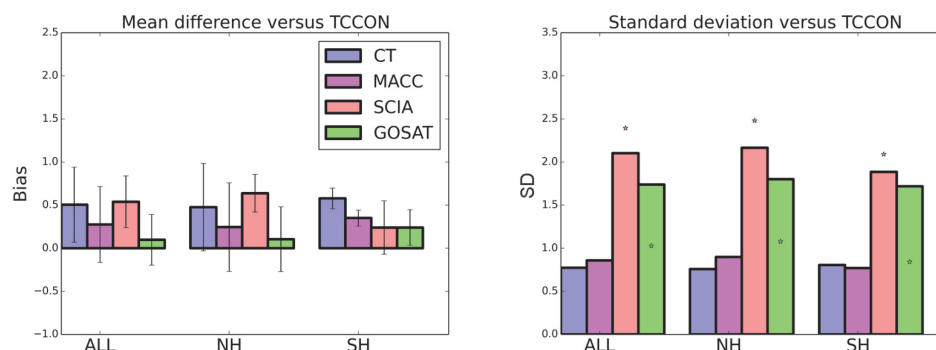 Mean difference versus TCCON
2.5
2.0
1.5
1.0
0.5
0.0
−0.5
−1.0
Bias
CT
MACC
SCIA
GOSAT
ALL NH SH
Standard deviation versus TCCON
3.5
3.0
2.5
2.0
1.5
1.0
0.5
0.0
SD
ALL NH SH